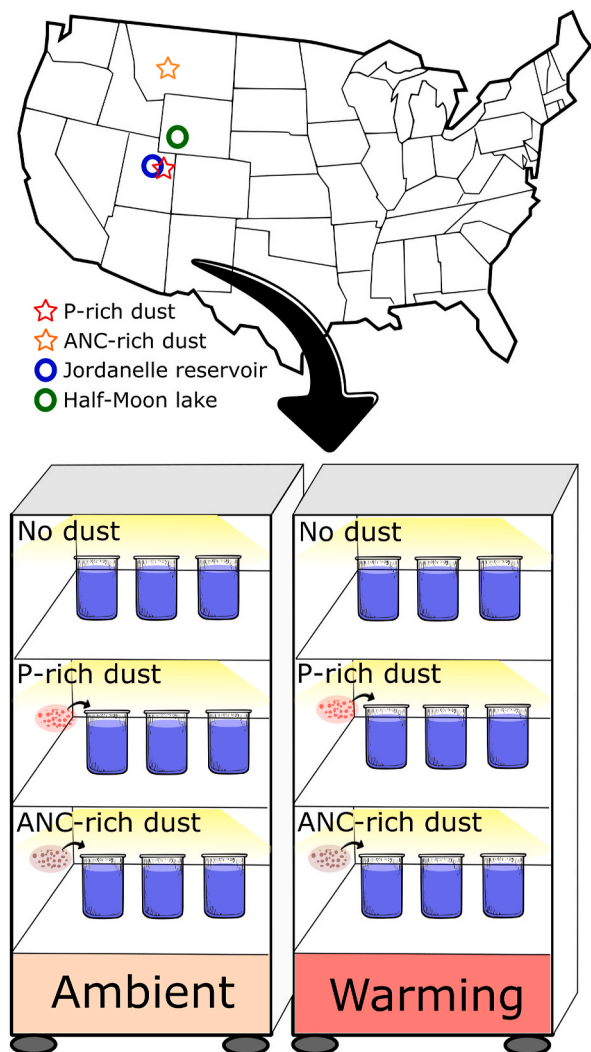 P-rich dust
ANC-rich dust
Jordanelle reservoir
Half-Moon lake
No dust
No dust
P-rich dust
P-rich dust
ANC-rich dust
ANC-rich dust
Ambient
Warming